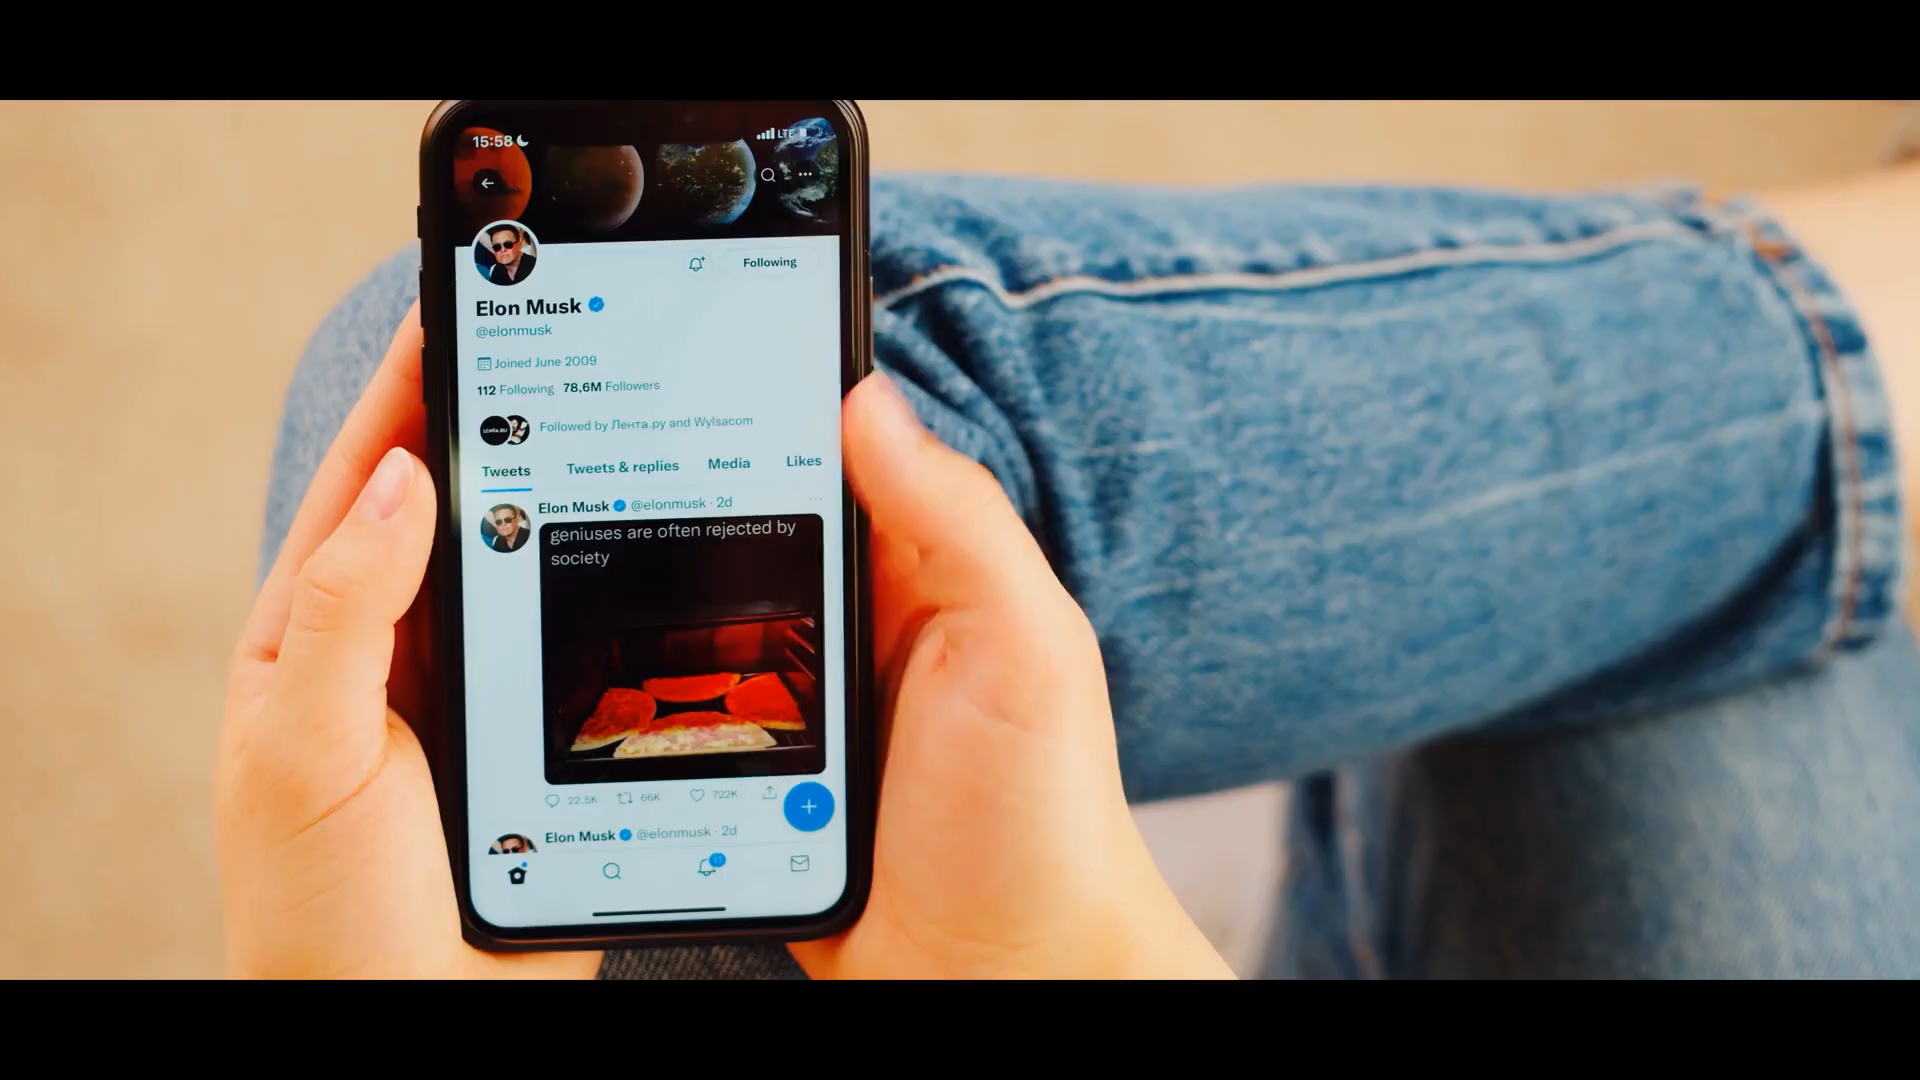 15:58
LTE
Following
Elon Musk
@elonmusk
Joined June 2009
112 Following 78,6M Followers
Followed by Лента.ру and Wylsacom
Tweets Tweets & replies Media Likes
Elon Musk @elonmusk · 2d
geniuses are often rejected by
society
22.5K 66K 722K
Elon Musk @elonmusk · 2d
11